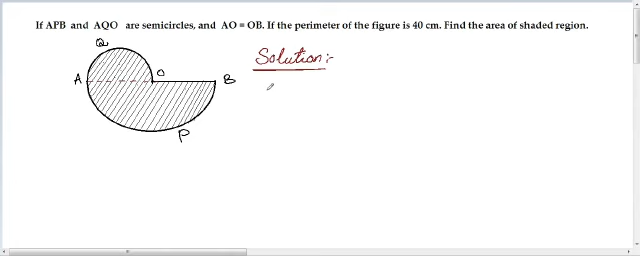 If APB and AQO are semicircles, and AO = OB. If the perimeter of the figure is 40 cm. Find the area of shaded region.
Q
Solution:-
A
O
B
P